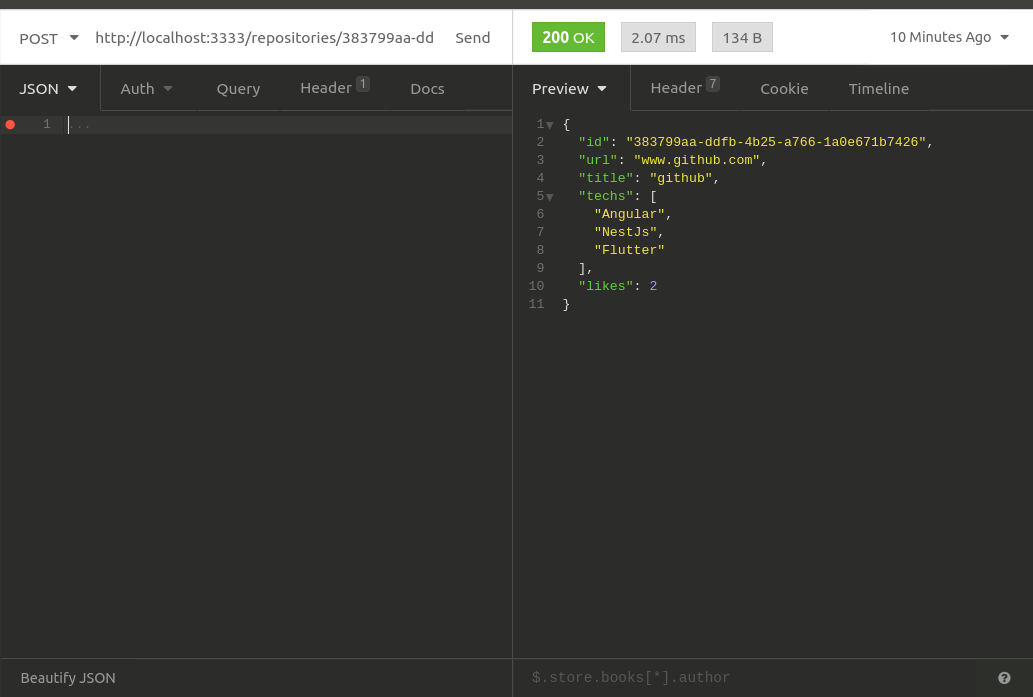 POST http://localhost:3333/repositories/383799aa-dd Send
200 OK 2.07 ms 134 B 10 Minutes Ago
JSON Auth Query Header 1 Docs
Preview Header 7 Cookie Timeline
1 ...
1 {
2 "id": "383799aa-ddfb-4b25-a766-1a0e671b7426",
3 "url": "www.github.com",
4 "title": "github",
5 "techs": [
6 "Angular",
7 "NestJs",
8 "Flutter"
9 ],
10 "likes": 2
11 }
Beautify JSON
$.store.books[*].author
?